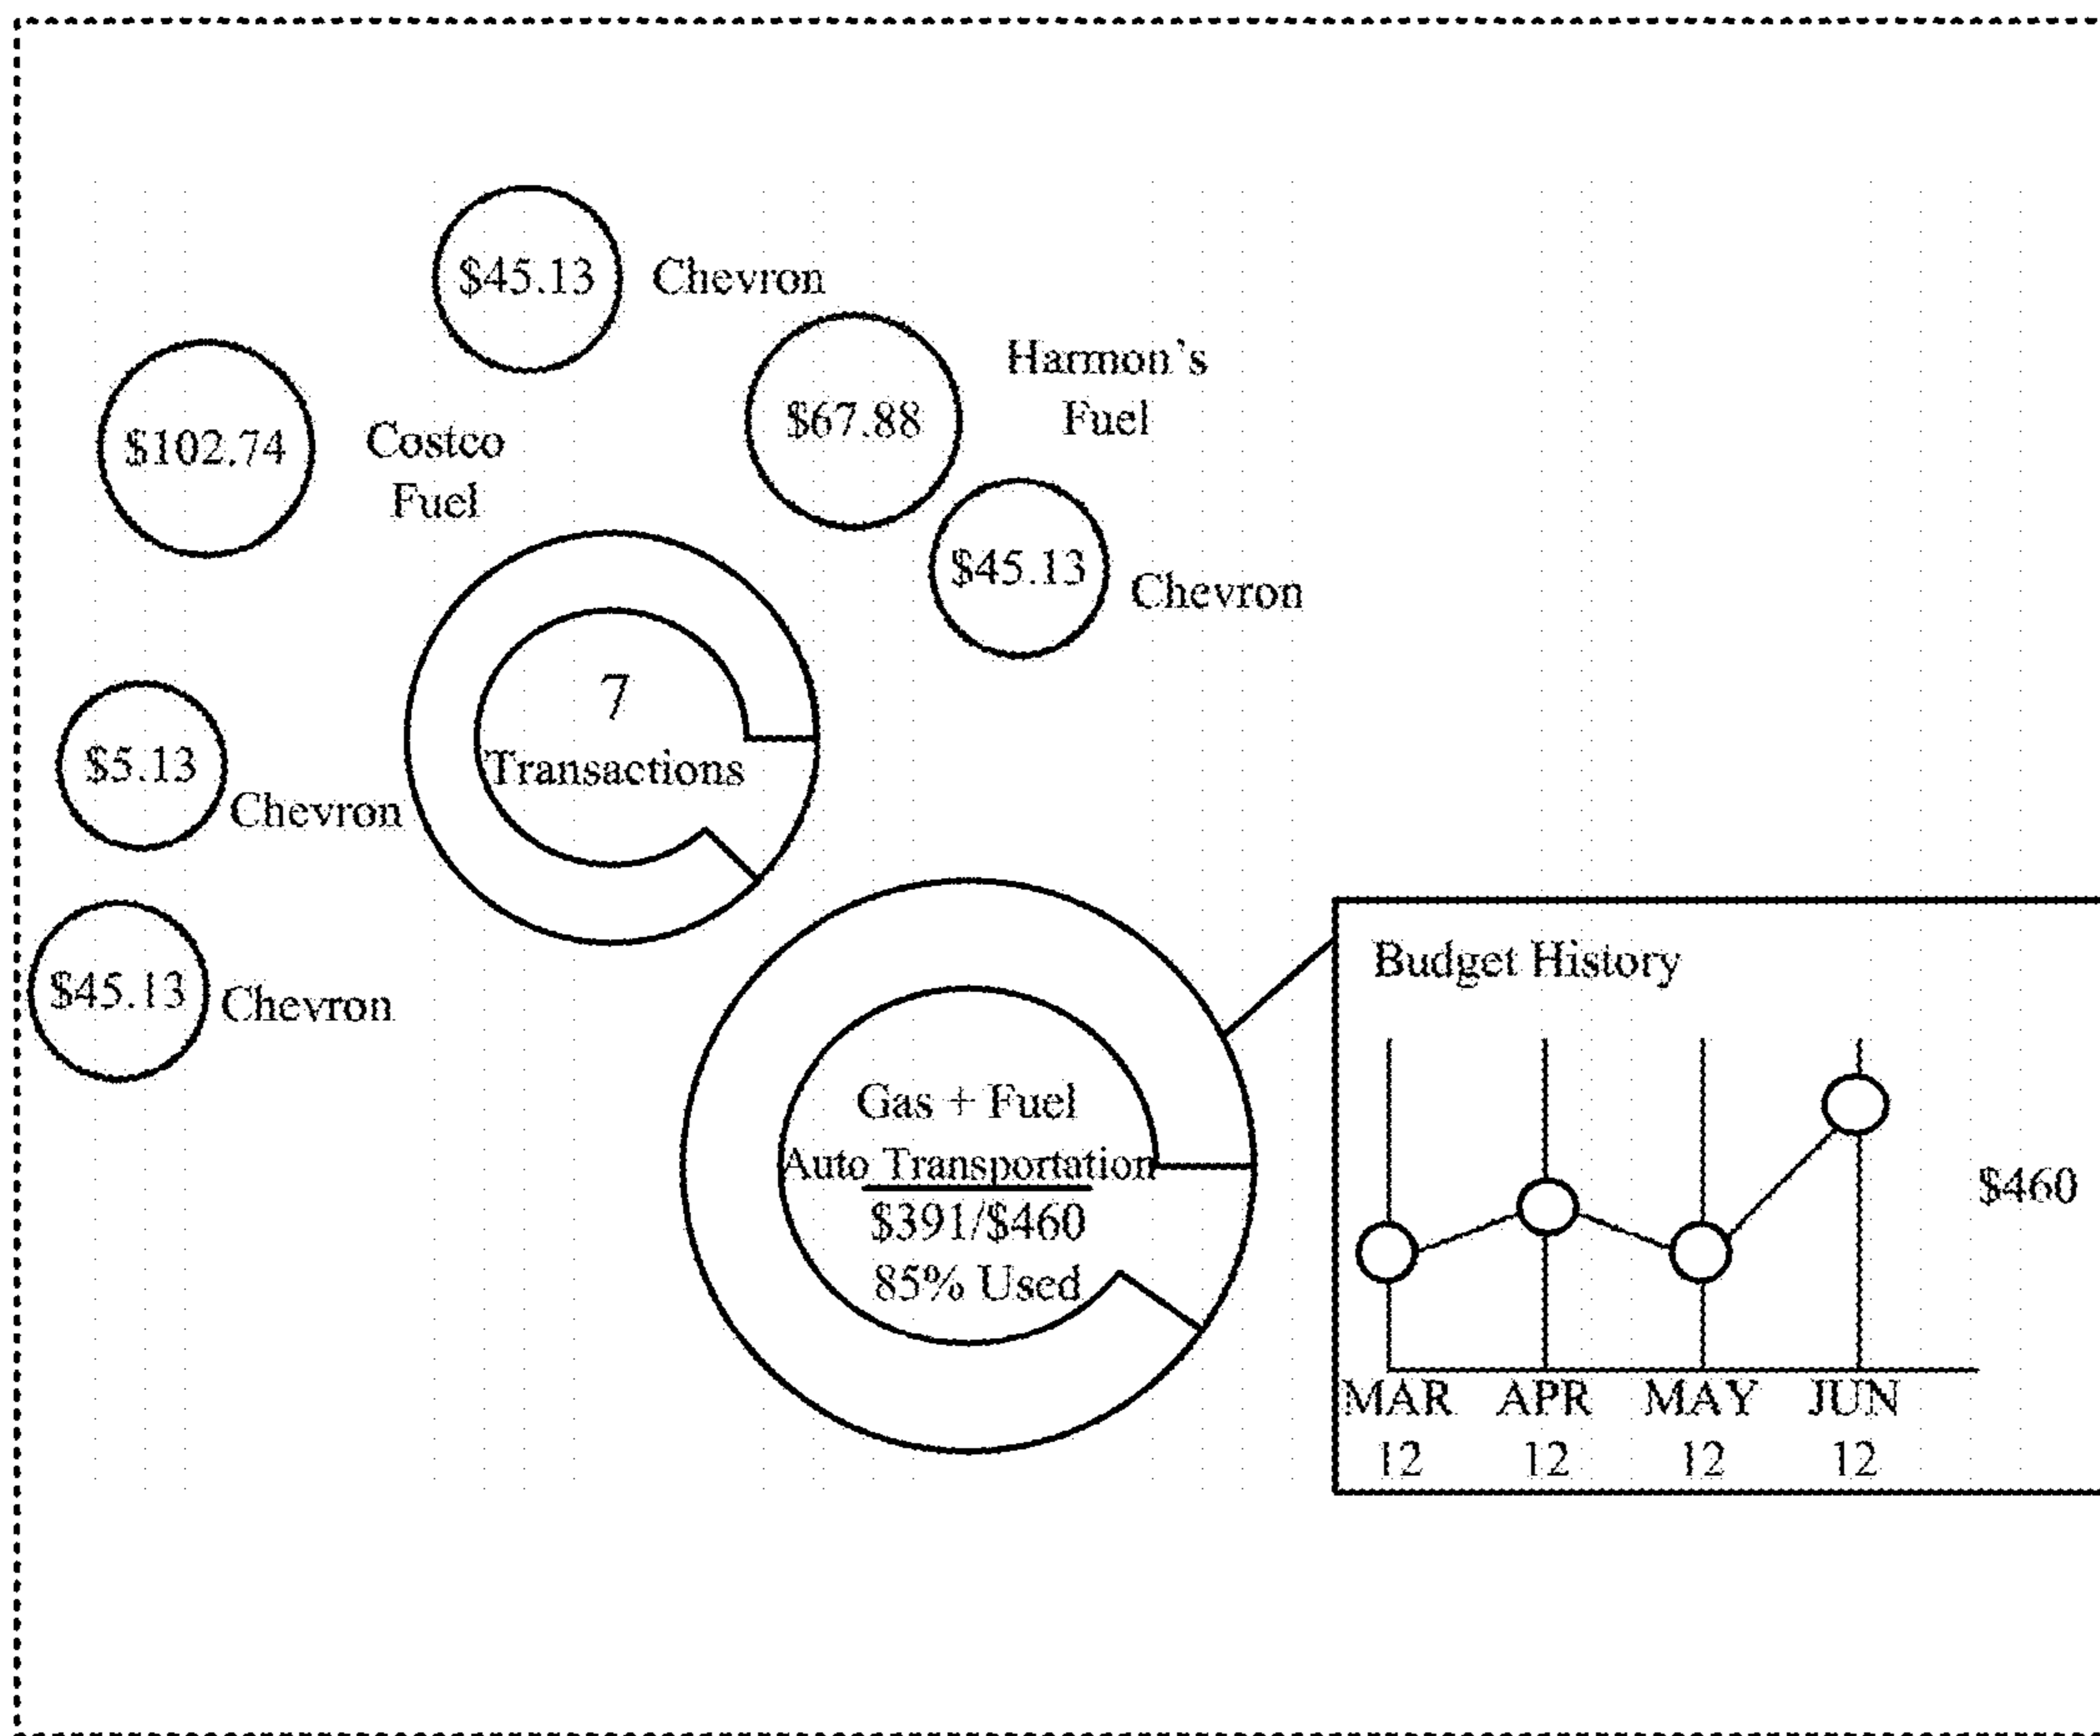 $45.13
Chevron
Harmon's
Fuel
$67.88
$102.74
Costco
Fuel
$45.13
Chevron
7
Transactions
$5.13
Chevron
$45.13
Chevron
Gas + Fuel
Auto Transportation
$391/$460
85% Used
Budget History
$460
MAR APR MAY JUN
12 12 12 12